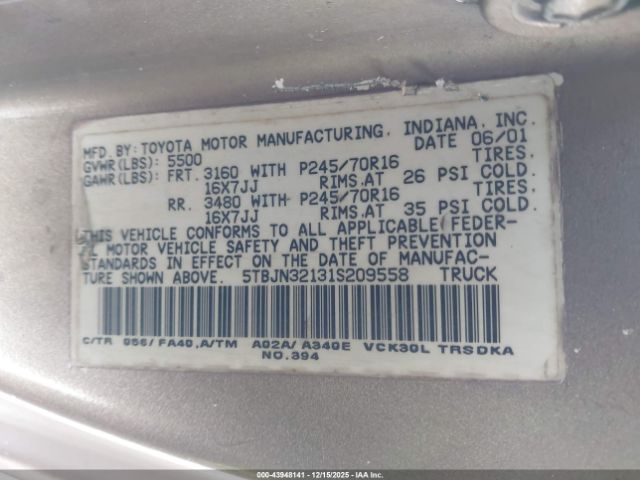 MFD. BY: TOYOTA MOTOR MANUFACTURING, INDIANA, INC.
GVWR(LBS): 5500 DATE 06/01
GAWR(LBS): FRT. 3160 WITH P245/70R16 TIRES.
16X7JJ RIMS.AT 26 PSI COLD.
RR. 3480 WITH P245/70R16 TIRES.
16X7JJ RIMS.AT 35 PSI COLD.
THIS VEHICLE CONFORMS TO ALL APPLICABLE FEDER-
AL MOTOR VEHICLE SAFETY AND THEFT PREVENTION
STANDARDS IN EFFECT ON THE DATE OF MANUFAC-
TURE SHOWN ABOVE. 5TBJN32131S209558 TRUCK
C/TR 056/FA40,A/TM A02A/A340E VCK30L TRSDKA
NO.394
000-43948141 - 12/15/2025 - IAAI.COM